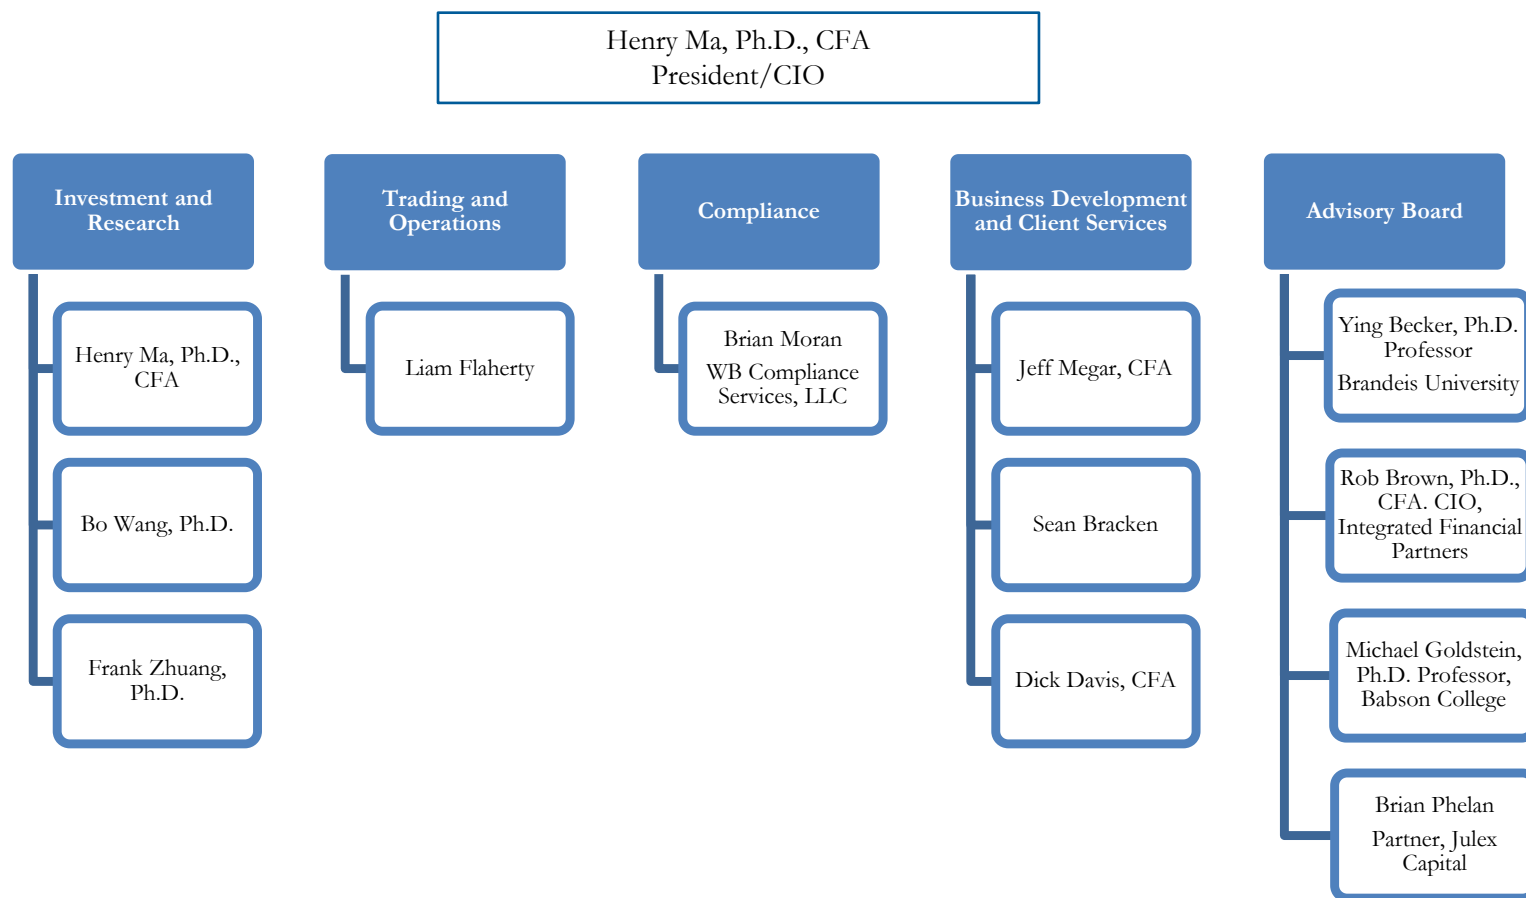 Henry Ma, Ph.D., CFA
President/CIO
Investment and
Research
Henry Ma, Ph.D.,
CFA
Bo Wang, Ph.D.
Frank Zhuang,
Ph.D.
Trading and
Operations
Liam Flaherty
Compliance
Brian Moran
WB Compliance
Services, LLC
Business Development
and Client Services
Jeff Megar, CFA
Sean Bracken
Dick Davis, CFA
Advisory Board
Ying Becker, Ph.D.
Professor
Brandeis University
Rob Brown, Ph.D.,
CFA. CIO,
Integrated Financial
Partners
Michael Goldstein,
Ph.D. Professor,
Babson College
Brian Phelan
Partner, Julex
Capital